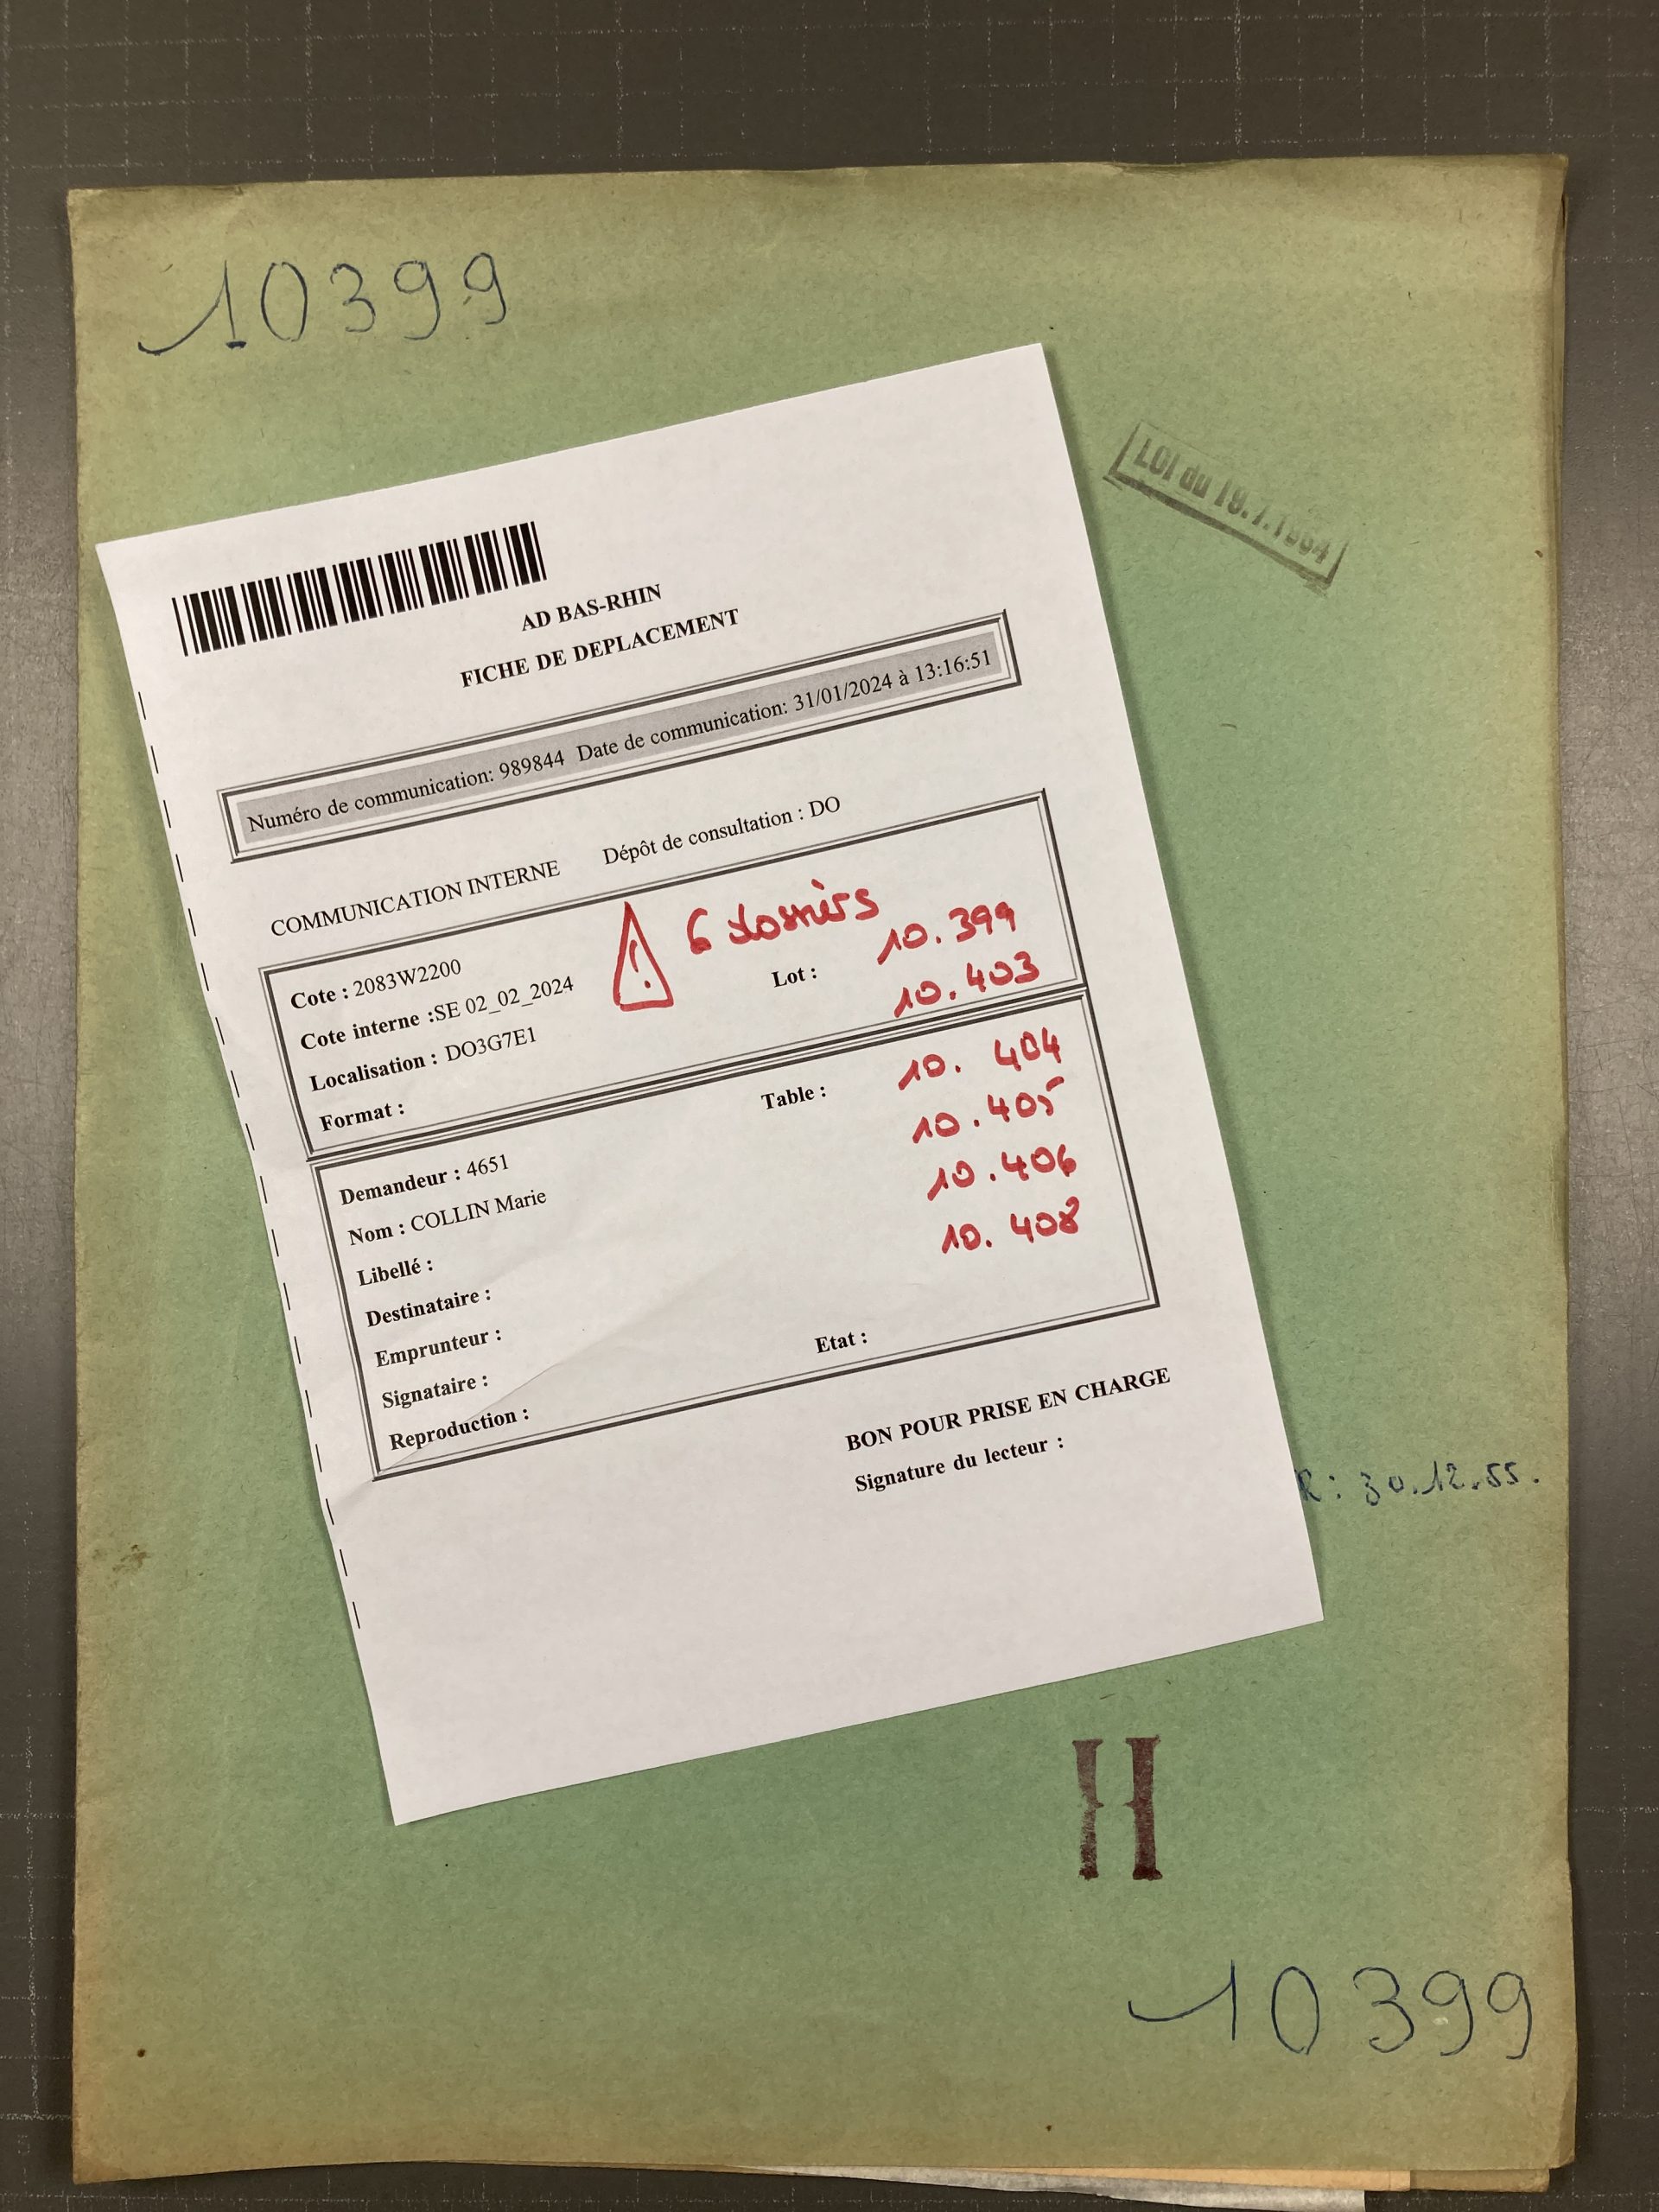 10399
LOI du 19.7.1964
AD BAS-RHIN
FICHE DE DEPLACEMENT
Numéro de communication: 989844 Date de communication: 31/01/2024 à 13:16:51
COMMUNICATION INTERNE Dépôt de consultation : DO
6 dossiers
Cote : 2083W2200
Cote interne :SE 02_02_2024
Lot : 10.399
10.403
Localisation : DO3G7E1
Format :
Table : 10. 404
10.405
10.406
10. 408
Demandeur : 4651
Nom : COLLIN Marie
Libellé :
Destinataire :
Emprunteur :
Signataire :
Etat :
Reproduction :
BON POUR PRISE EN CHARGE
Signature du lecteur :
R: 30.12.55.
H
10399